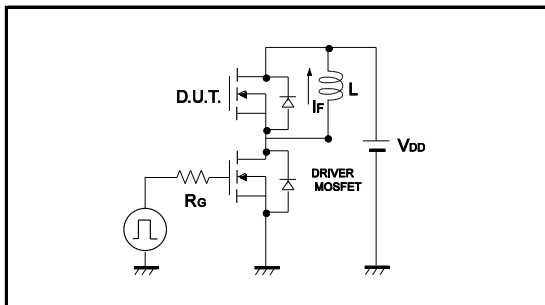 D.U.T.
IF
L
VDD
RG
DRIVER
MOSFET